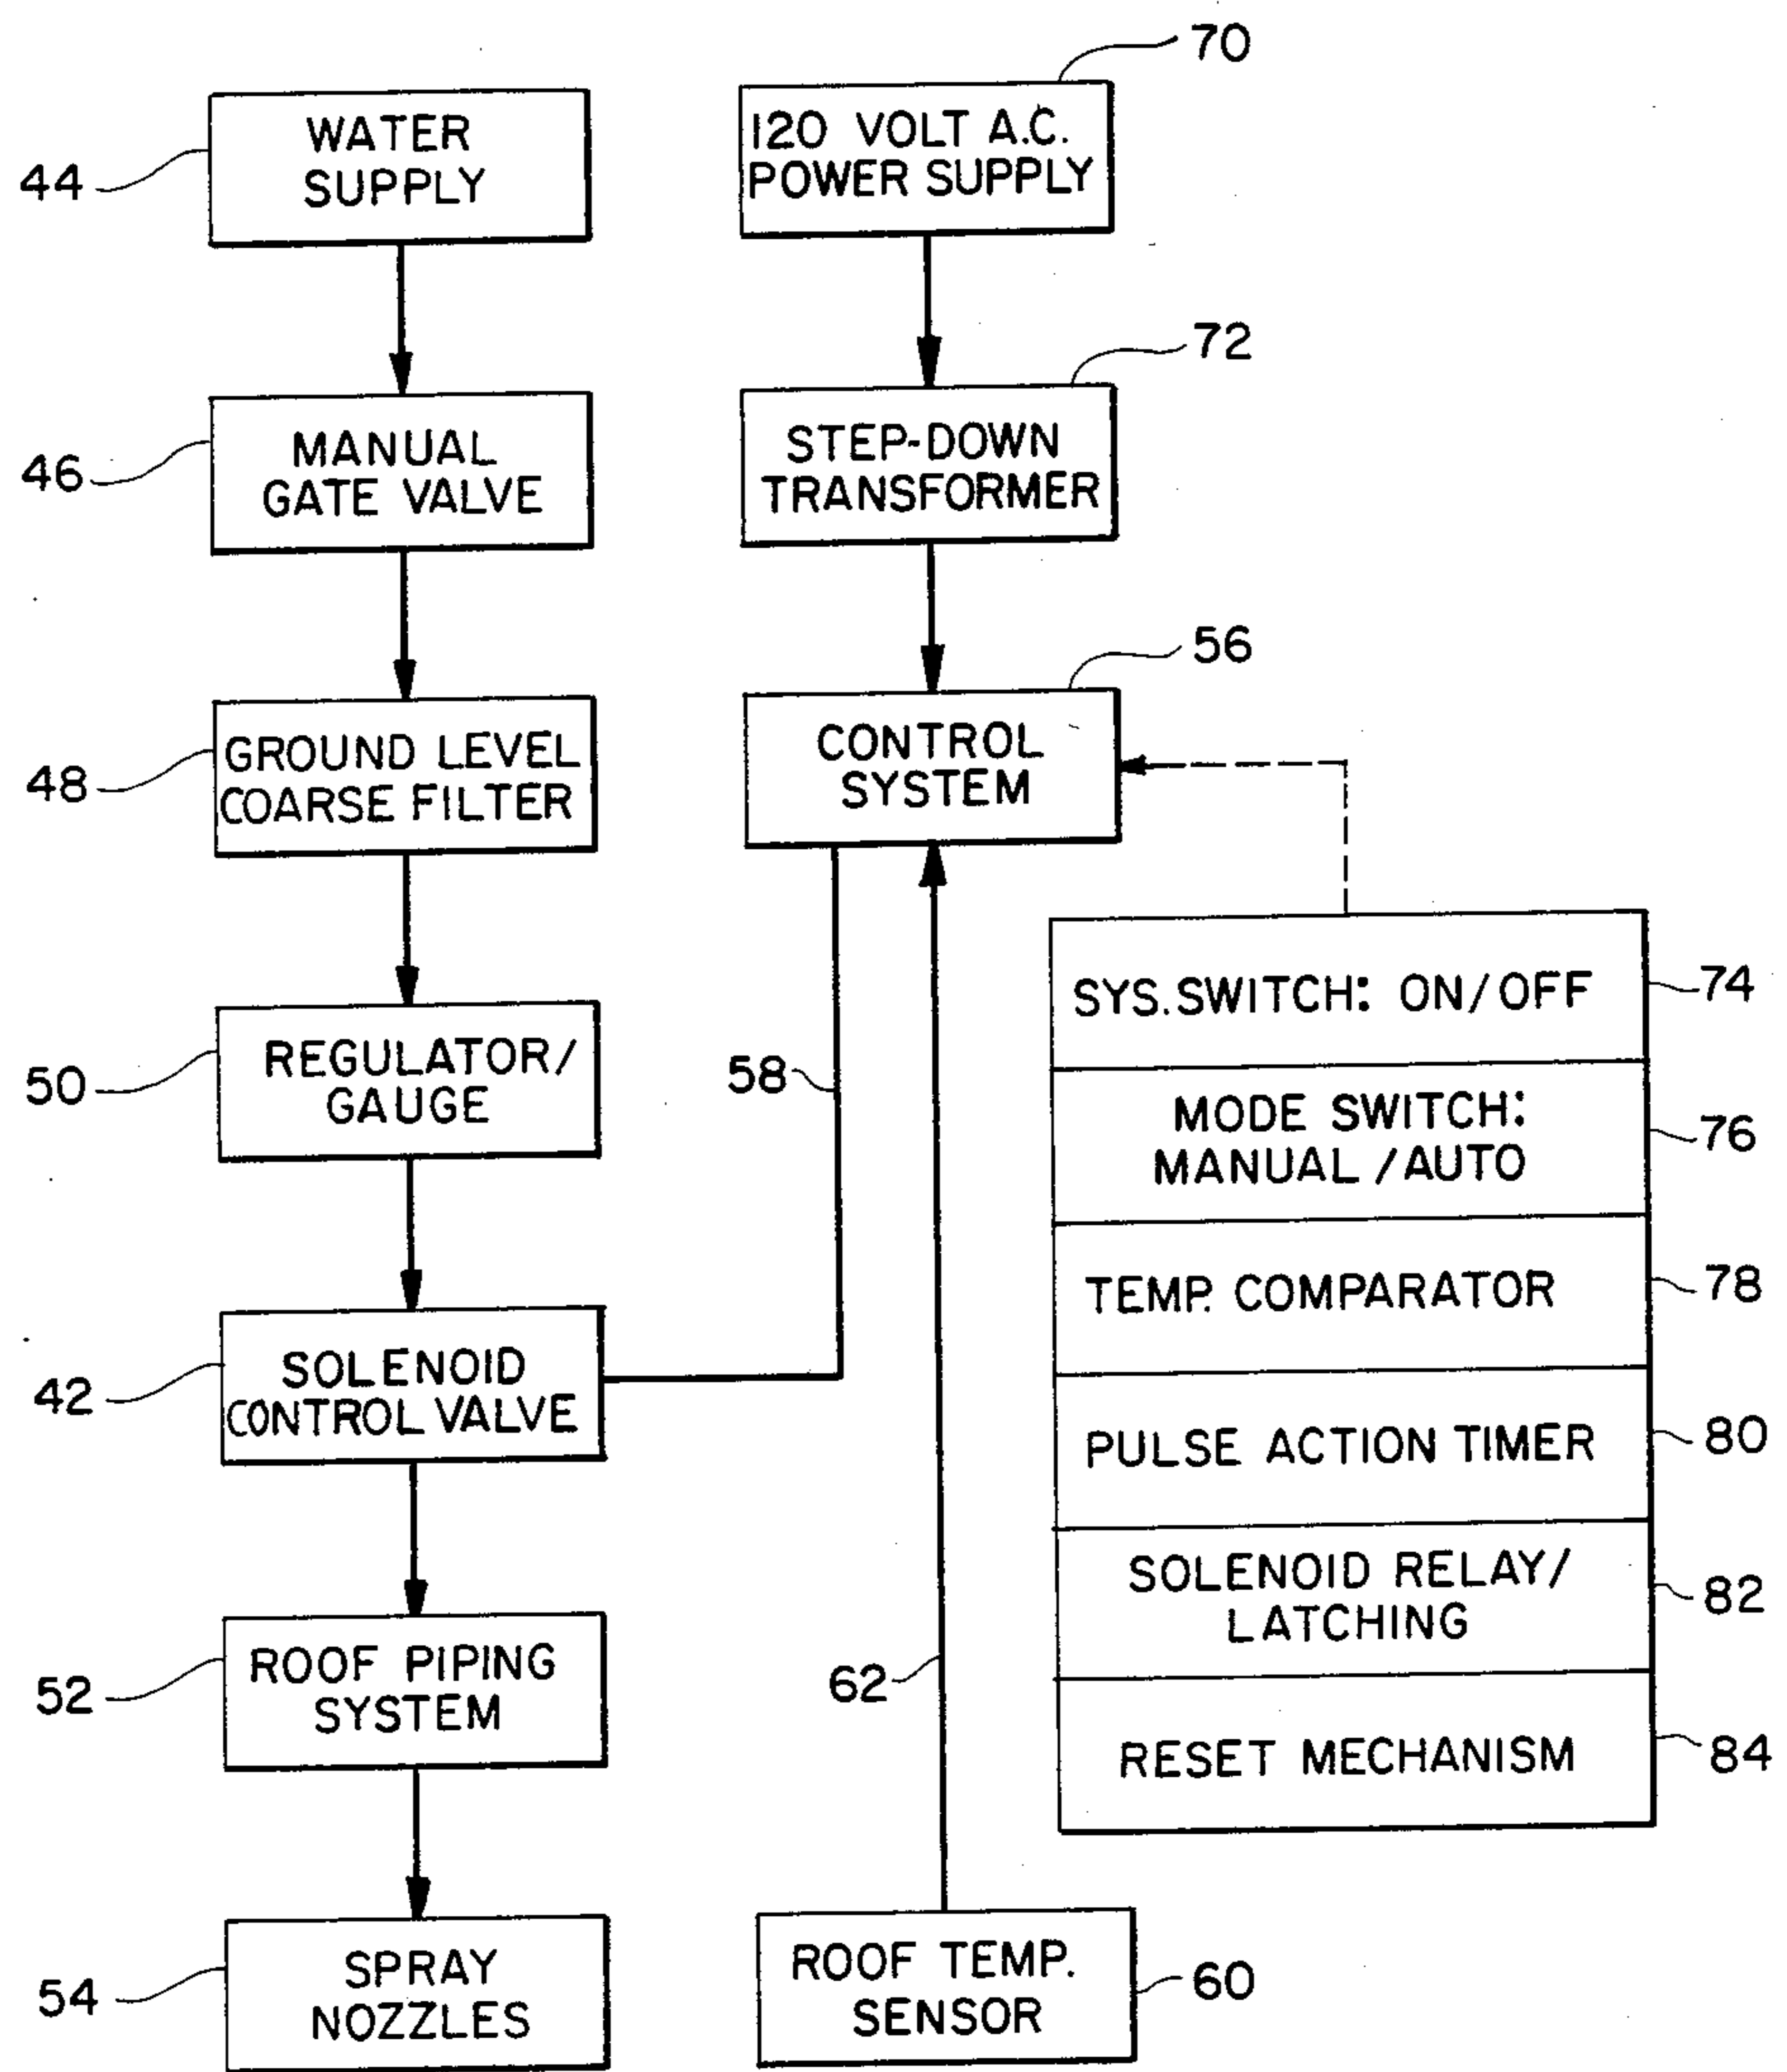 70
WATER
SUPPLY
44
120 VOLT A.C.
POWER SUPPLY
72
MANUAL
GATE VALVE
46
STEP-DOWN
TRANSFORMER
56
GROUND LEVEL
COARSE FILTER
48
CONTROL
SYSTEM
SYS. SWITCH: ON/OFF
74
REGULATOR/
GAUGE
50
58
MODE SWITCH:
MANUAL/AUTO
76
TEMP. COMPARATOR
78
SOLENOID
CONTROL VALVE
42
PULSE ACTION TIMER
80
SOLENOID RELAY/
LATCHING
82
ROOF PIPING
SYSTEM
52
62
RESET MECHANISM
84
SPRAY
NOZZLES
54
ROOF TEMP.
SENSOR
60